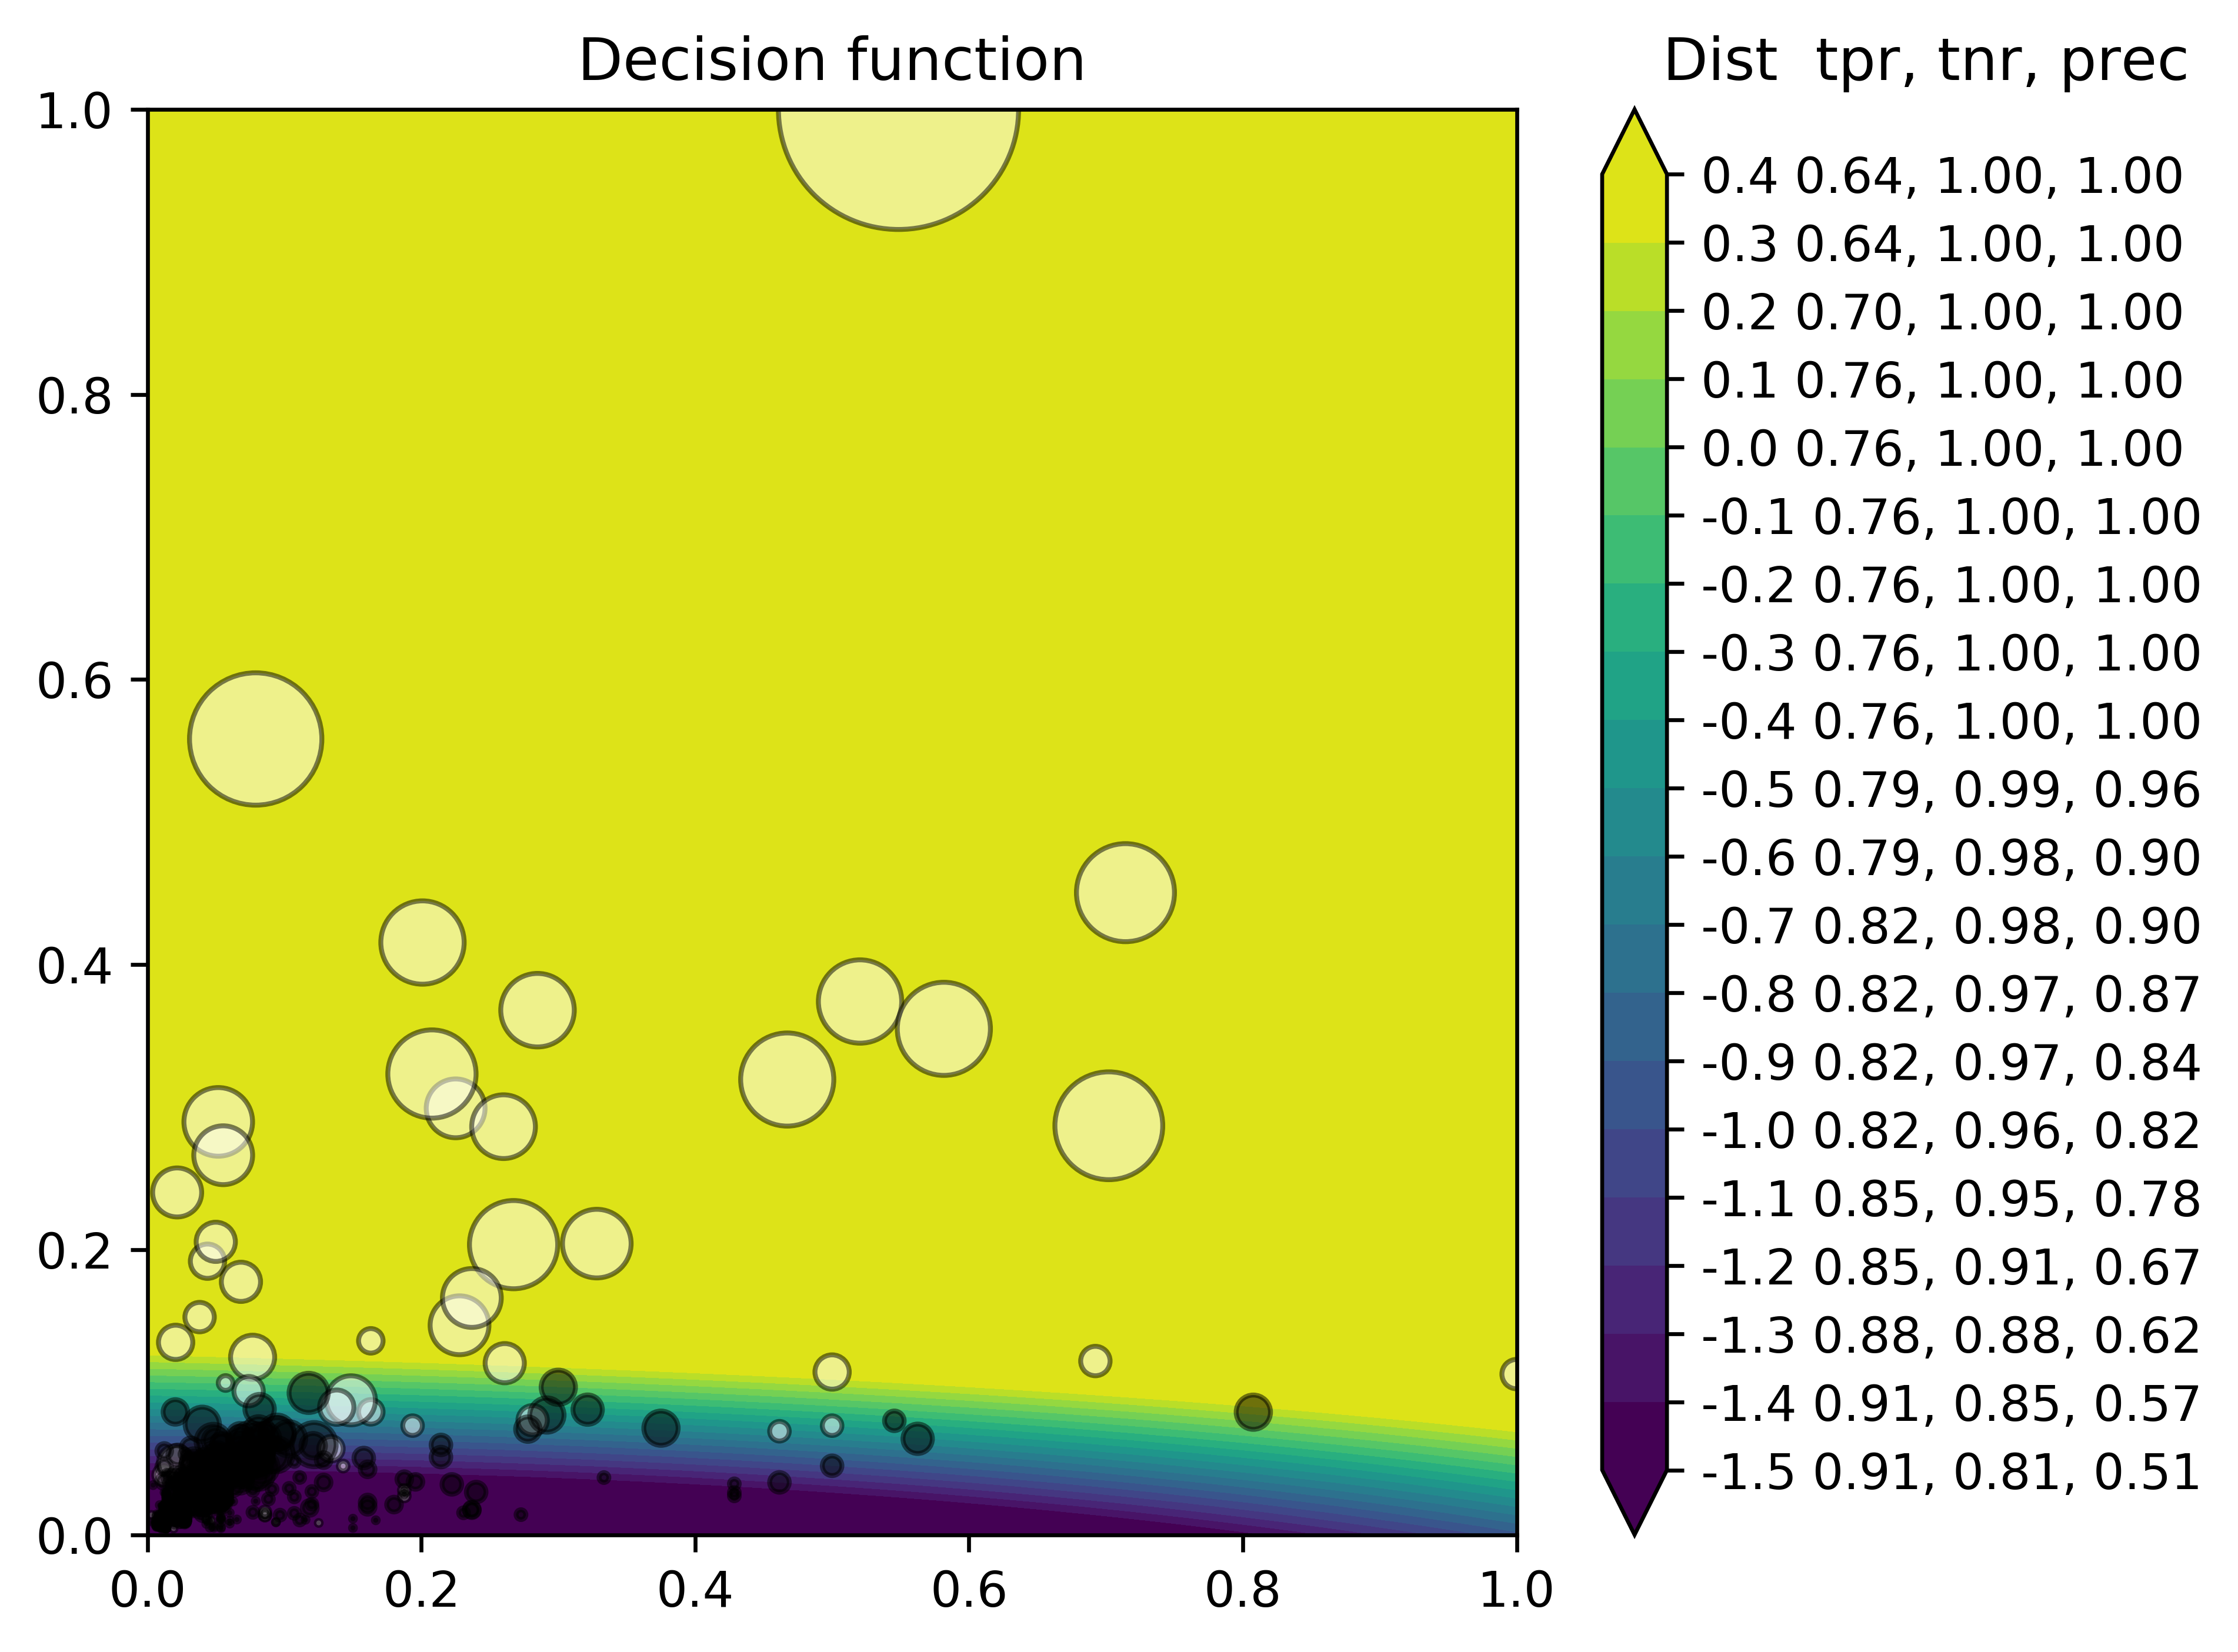 Decision function
Dist  tpr, tnr, prec
1.0
0.8
0.6
0.4
0.2
0.0
0.0 0.2 0.4 0.6 0.8 1.0
0.4 0.64, 1.00, 1.00
0.3 0.64, 1.00, 1.00
0.2 0.70, 1.00, 1.00
0.1 0.76, 1.00, 1.00
0.0 0.76, 1.00, 1.00
-0.1 0.76, 1.00, 1.00
-0.2 0.76, 1.00, 1.00
-0.3 0.76, 1.00, 1.00
-0.4 0.76, 1.00, 1.00
-0.5 0.79, 0.99, 0.96
-0.6 0.79, 0.98, 0.90
-0.7 0.82, 0.98, 0.90
-0.8 0.82, 0.97, 0.87
-0.9 0.82, 0.97, 0.84
-1.0 0.82, 0.96, 0.82
-1.1 0.85, 0.95, 0.78
-1.2 0.85, 0.91, 0.67
-1.3 0.88, 0.88, 0.62
-1.4 0.91, 0.85, 0.57
-1.5 0.91, 0.81, 0.51